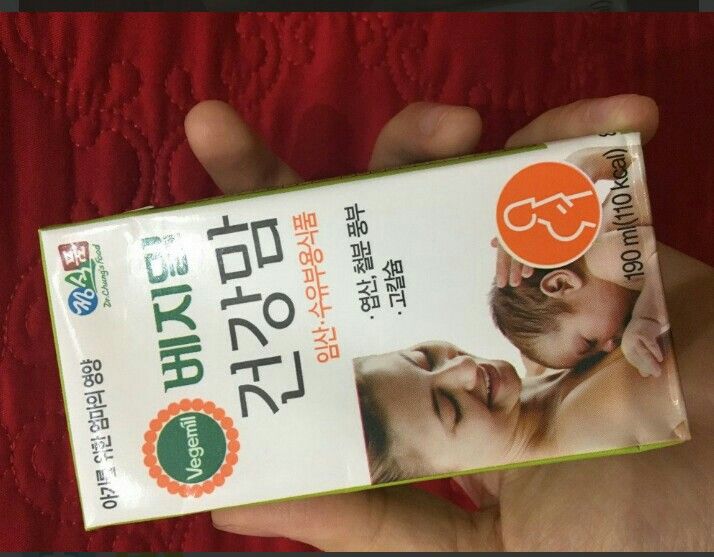 정식품
Dr.Chung's Food
아기를 위한 엄마의 영양
Vegemil
베지밀
건강맘
임산·수유부용식품
·엽산, 철분 풍부
·고칼슘
190 ml(110 kcal)